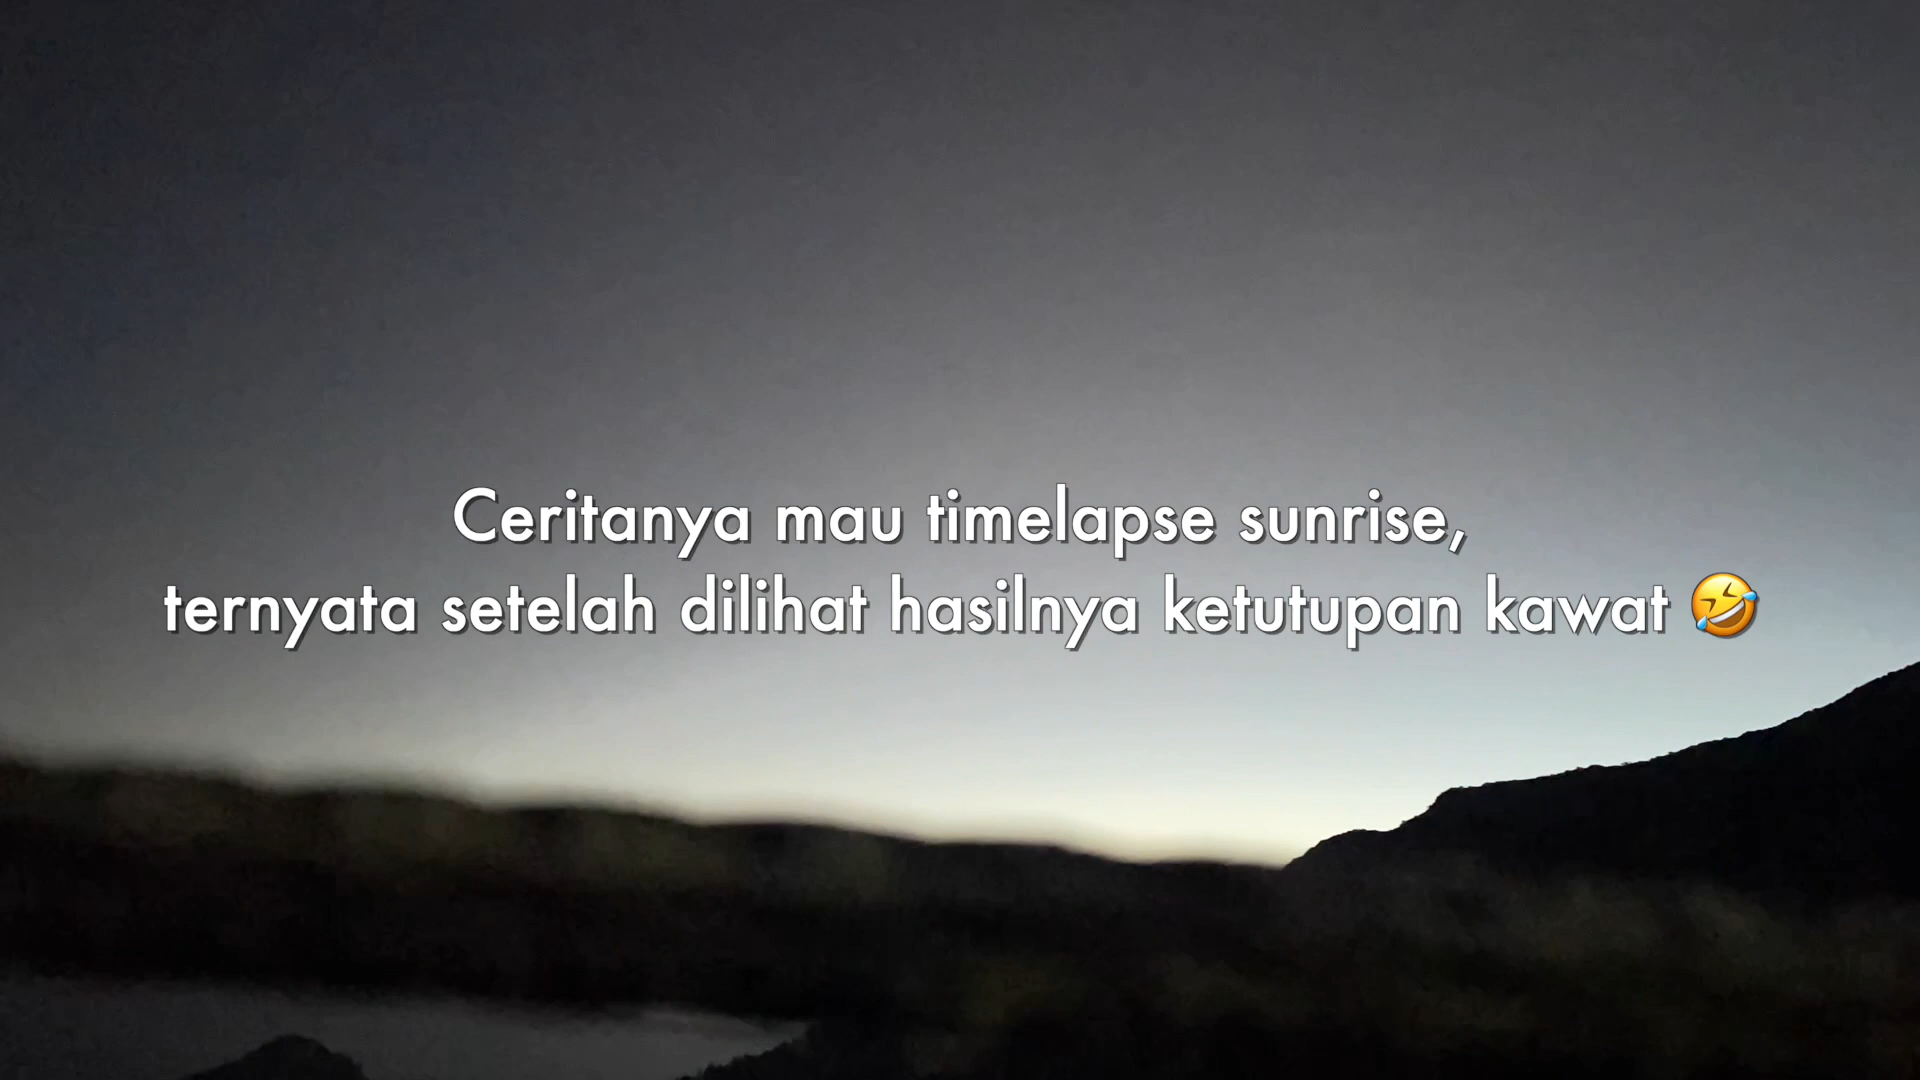 Ceritanya mau timelapse sunrise,
ternyata setelah dilihat hasilnya ketutupan kawat 🤣